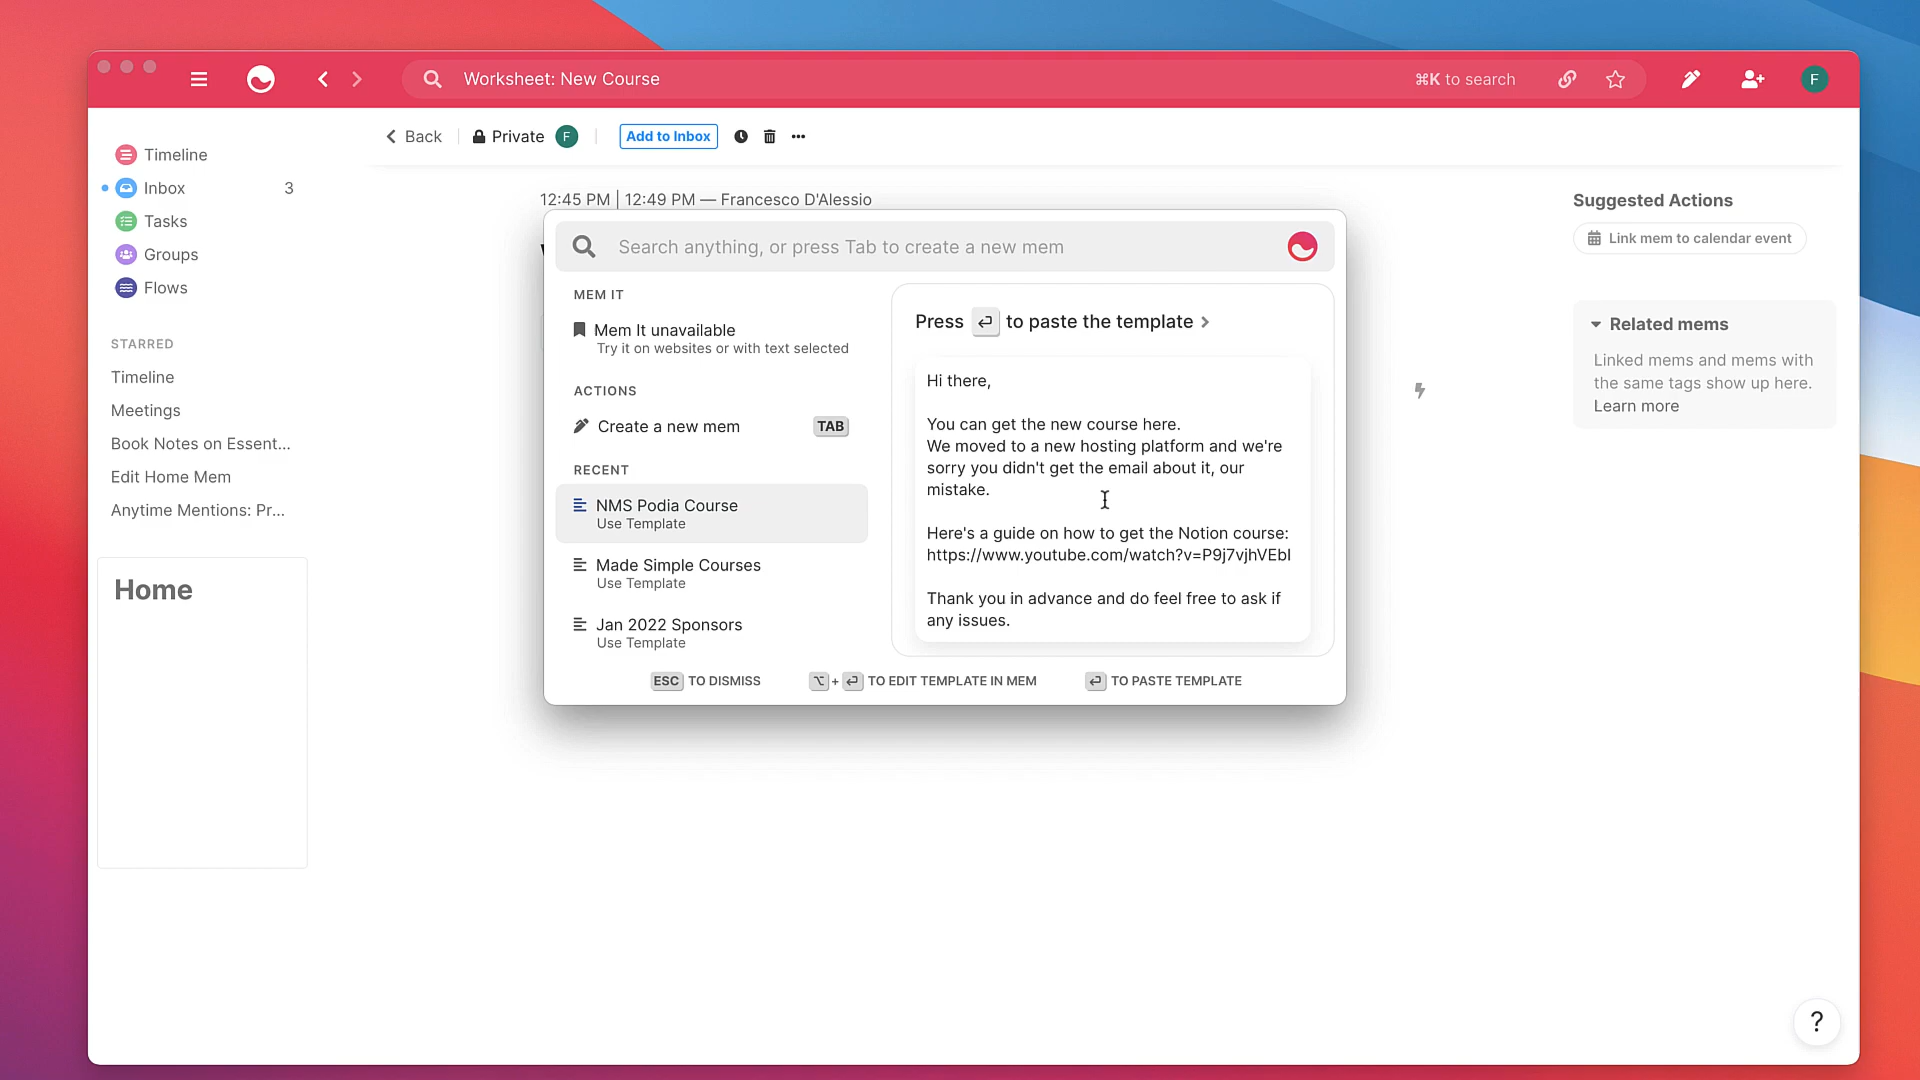 Worksheet: New Course
⌘K to search
F
Back
Private
F
Add to Inbox
Timeline
Inbox
3
Tasks
Groups
Flows
STARRED
Timeline
Meetings
Book Notes on Essent...
Edit Home Mem
Anytime Mentions: Pr...
Home
12:45 PM | 12:49 PM — Francesco D'Alessio
Search anything, or press Tab to create a new mem
MEM IT
Mem It unavailable
Try it on websites or with text selected
ACTIONS
Create a new mem TAB
RECENT
NMS Podia Course
Use Template
Made Simple Courses
Use Template
Jan 2022 Sponsors
Use Template
Press ↵ to paste the template
Hi there,
You can get the new course here.
We moved to a new hosting platform and we're
sorry you didn't get the email about it, our
mistake.
Here's a guide on how to get the Notion course:
https://www.youtube.com/watch?v=P9j7vjhVEbI
Thank you in advance and do feel free to ask if
any issues.
ESC TO DISMISS
⌥ + ↵ TO EDIT TEMPLATE IN MEM
↵ TO PASTE TEMPLATE
Suggested Actions
Link mem to calendar event
Related mems
Linked mems and mems with
the same tags show up here.
Learn more
?